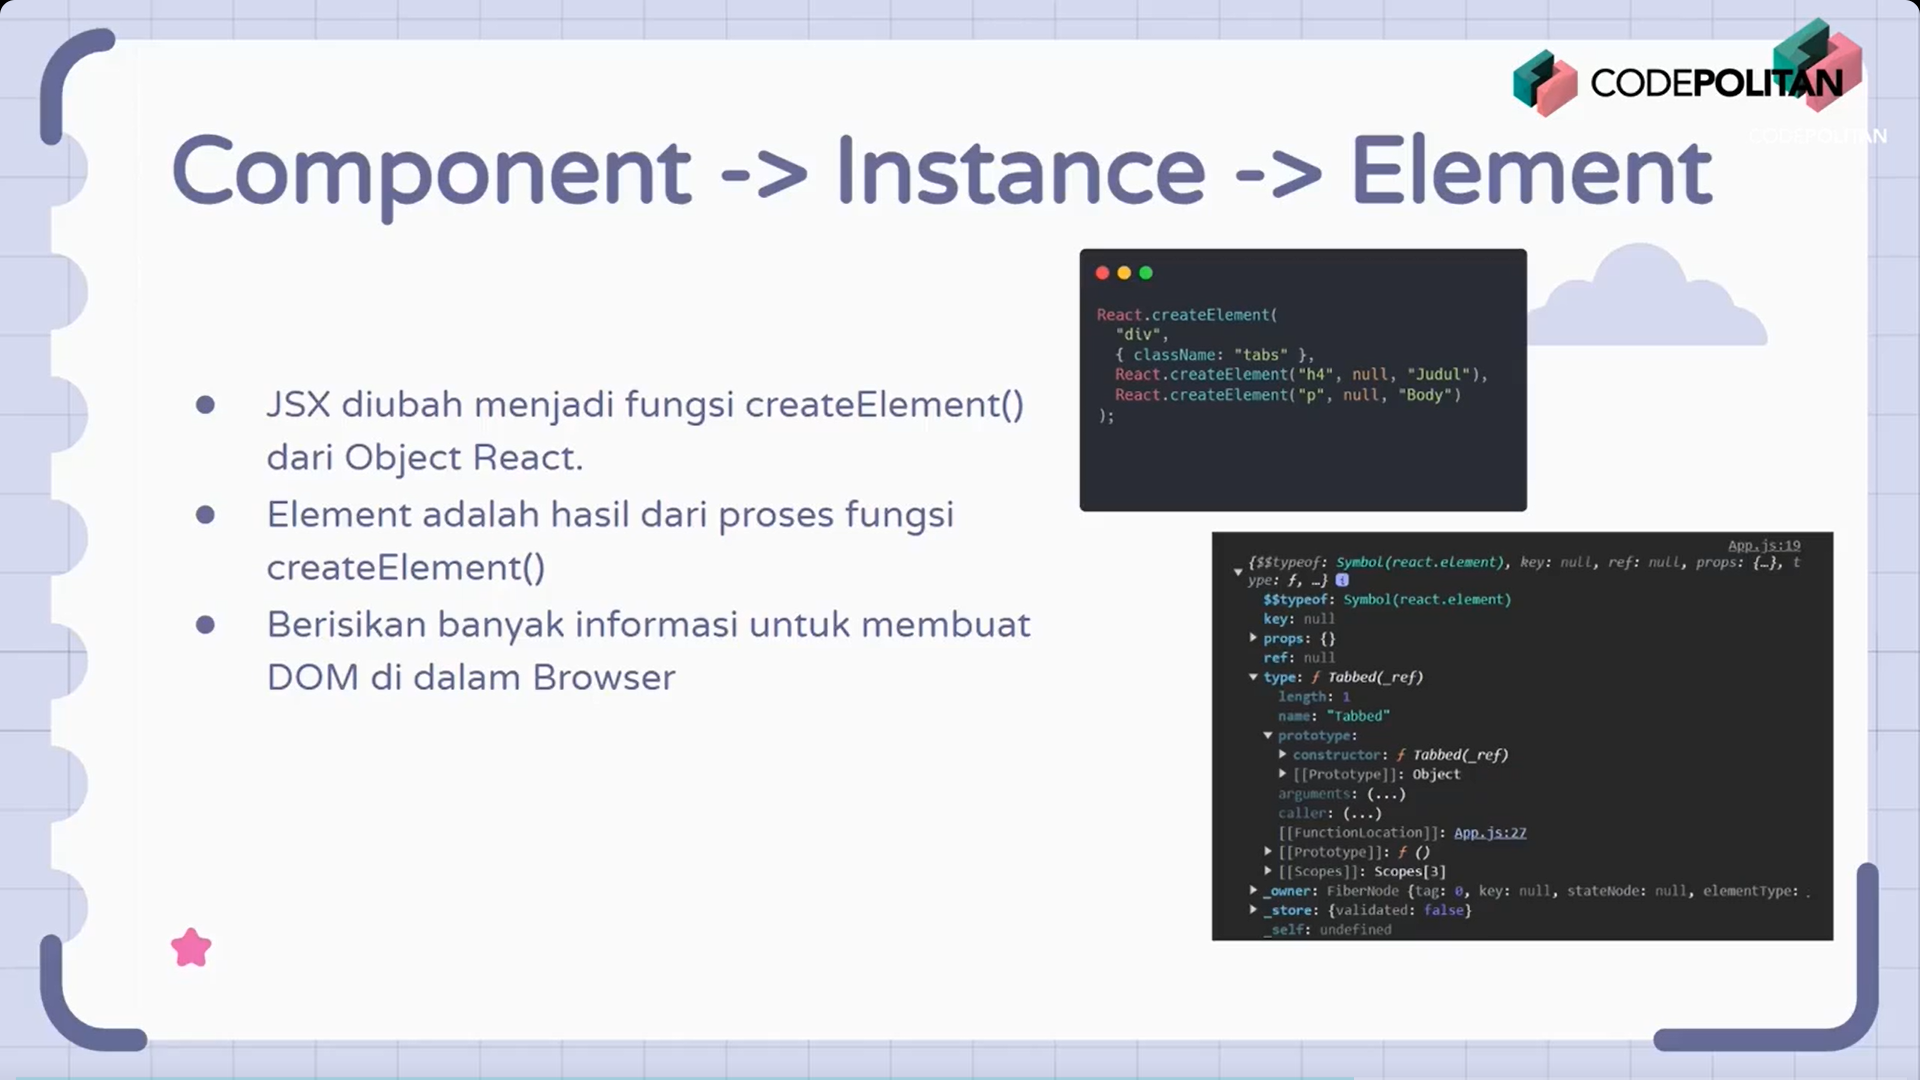 CODEPOLITAN
CODEPOLITAN
Component -> Instance -> Element
● JSX diubah menjadi fungsi createElement()
dari Object React.
● Element adalah hasil dari proses fungsi
createElement()
● Berisikan banyak informasi untuk membuat
DOM di dalam Browser
React.createElement(
"div",
{ className: "tabs" },
React.createElement("h4", null, "Judul"),
React.createElement("p", null, "Body")
);
App.js:19
{$$typeof: Symbol(react.element), key: null, ref: null, props: {…}, t
ype: ƒ, …}
$$typeof: Symbol(react.element)
key: null
props: {}
ref: null
type: ƒ Tabbed(_ref)
length: 1
name: "Tabbed"
prototype:
constructor: ƒ Tabbed(_ref)
[[Prototype]]: Object
arguments: (...)
caller: (...)
[[FunctionLocation]]: App.js:27
[[Prototype]]: ƒ ()
[[Scopes]]: Scopes[3]
_owner: FiberNode {tag: 0, key: null, stateNode: null, elementType: .
_store: {validated: false}
_self: undefined